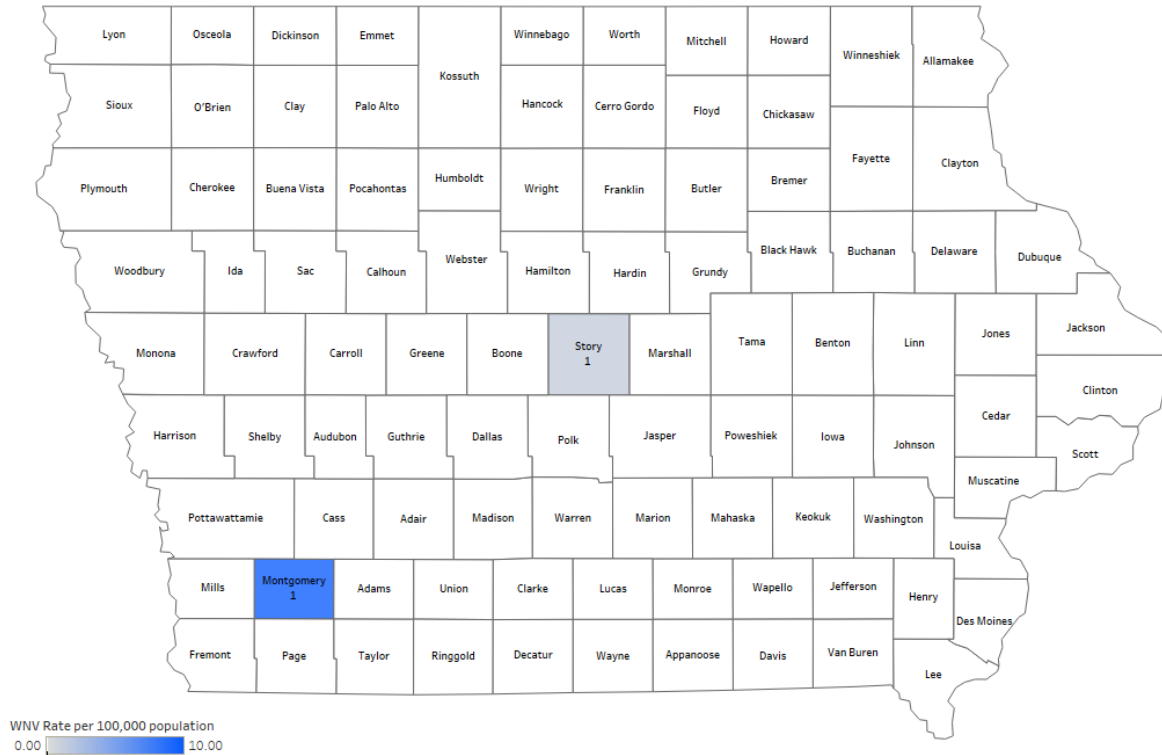 Lyon
Osceola
Dickinson
Emmet
Kossuth
Winnebago
Worth
Mitchell
Howard
Winneshiek
Allamakee
Sioux
O'Brien
Clay
Palo Alto
Hancock
Cerro Gordo
Floyd
Chickasaw
Fayette
Clayton
Plymouth
Cherokee
Buena Vista
Pocahontas
Humboldt
Wright
Franklin
Butler
Bremer
Woodbury
Ida
Sac
Calhoun
Webster
Hamilton
Hardin
Grundy
Black Hawk
Buchanan
Delaware
Dubuque
Monona
Crawford
Carroll
Greene
Boone
Story
1
Marshall
Tama
Benton
Linn
Jones
Jackson
Clinton
Cedar
Harrison
Shelby
Audubon
Guthrie
Dallas
Polk
Jasper
Poweshiek
Iowa
Johnson
Scott
Muscatine
Pottawattamie
Cass
Adair
Madison
Warren
Marion
Mahaska
Keokuk
Washington
Louisa
Mills
Montgomery
1
Adams
Union
Clarke
Lucas
Monroe
Wapello
Jefferson
Henry
Des Moines
Fremont
Page
Taylor
Ringgold
Decatur
Wayne
Appanoose
Davis
Van Buren
Lee
WNV Rate per 100,000 population
0.00 10.00